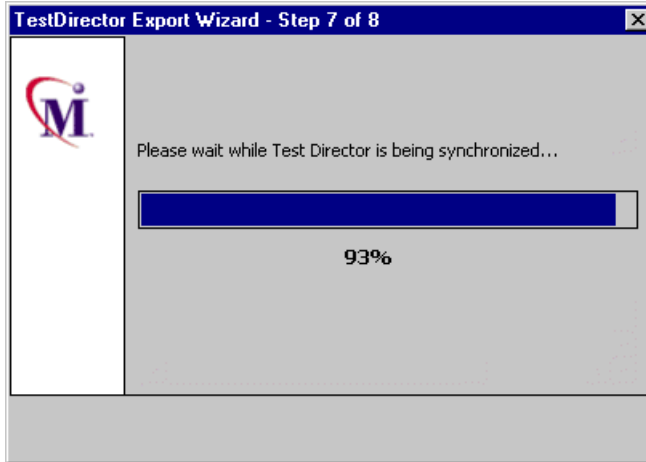 TestDirector Export Wizard - Step 7 of 8
M
Please wait while Test Director is being synchronized...
93%